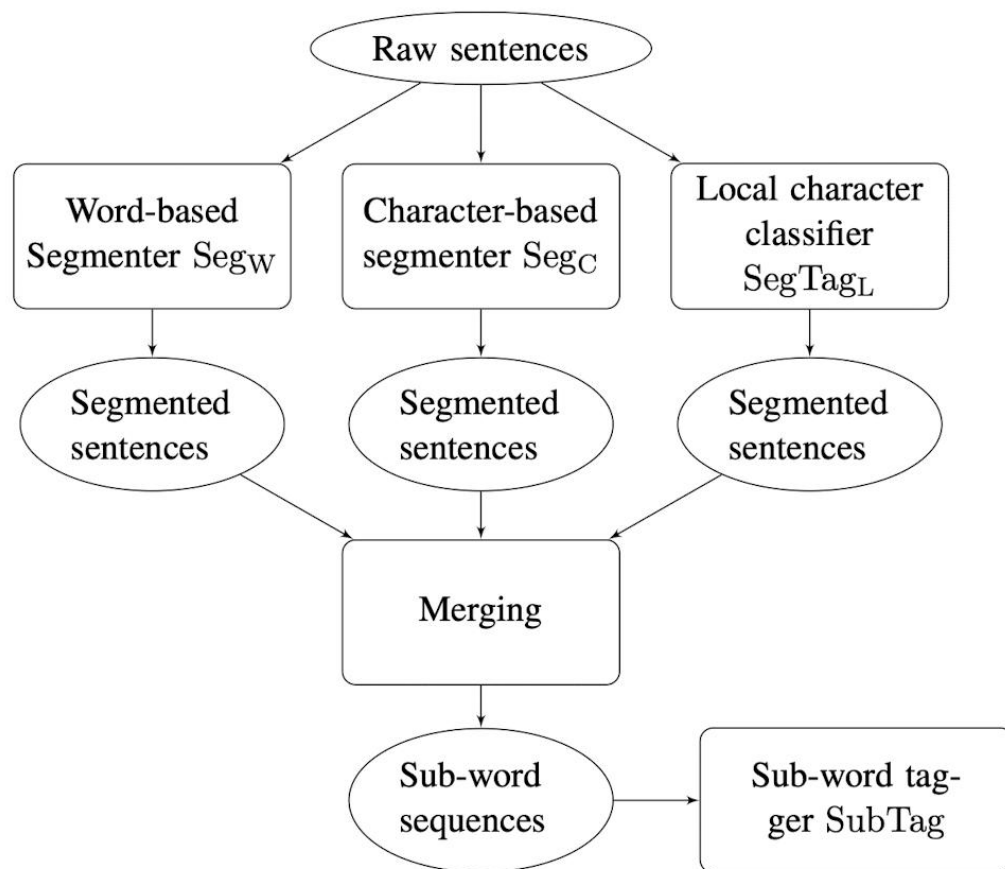 Raw sentences
Word-based
Segmenter SegW
Character-based
segmenter SegC
Local character
classifier
SegTagL
Segmented
sentences
Segmented
sentences
Segmented
sentences
Merging
Sub-word
sequences
Sub-word tag-
ger SubTag